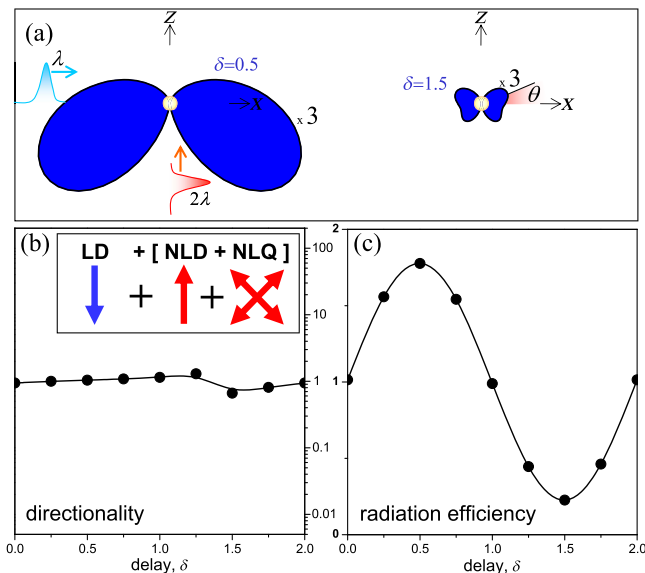 (a)
z
z
λ
δ=0.5
δ=1.5
x 3
θ
x
x
x 3
2λ
(b)
LD + [ NLD + NLQ ]
+ +
100
10
1
0.1
0.01
directionality
0.0 0.5 1.0 1.5 2.0
delay, δ
(c)
2
1
0
radiation efficiency
0.0 0.5 1.0 1.5 2.0
delay, δ